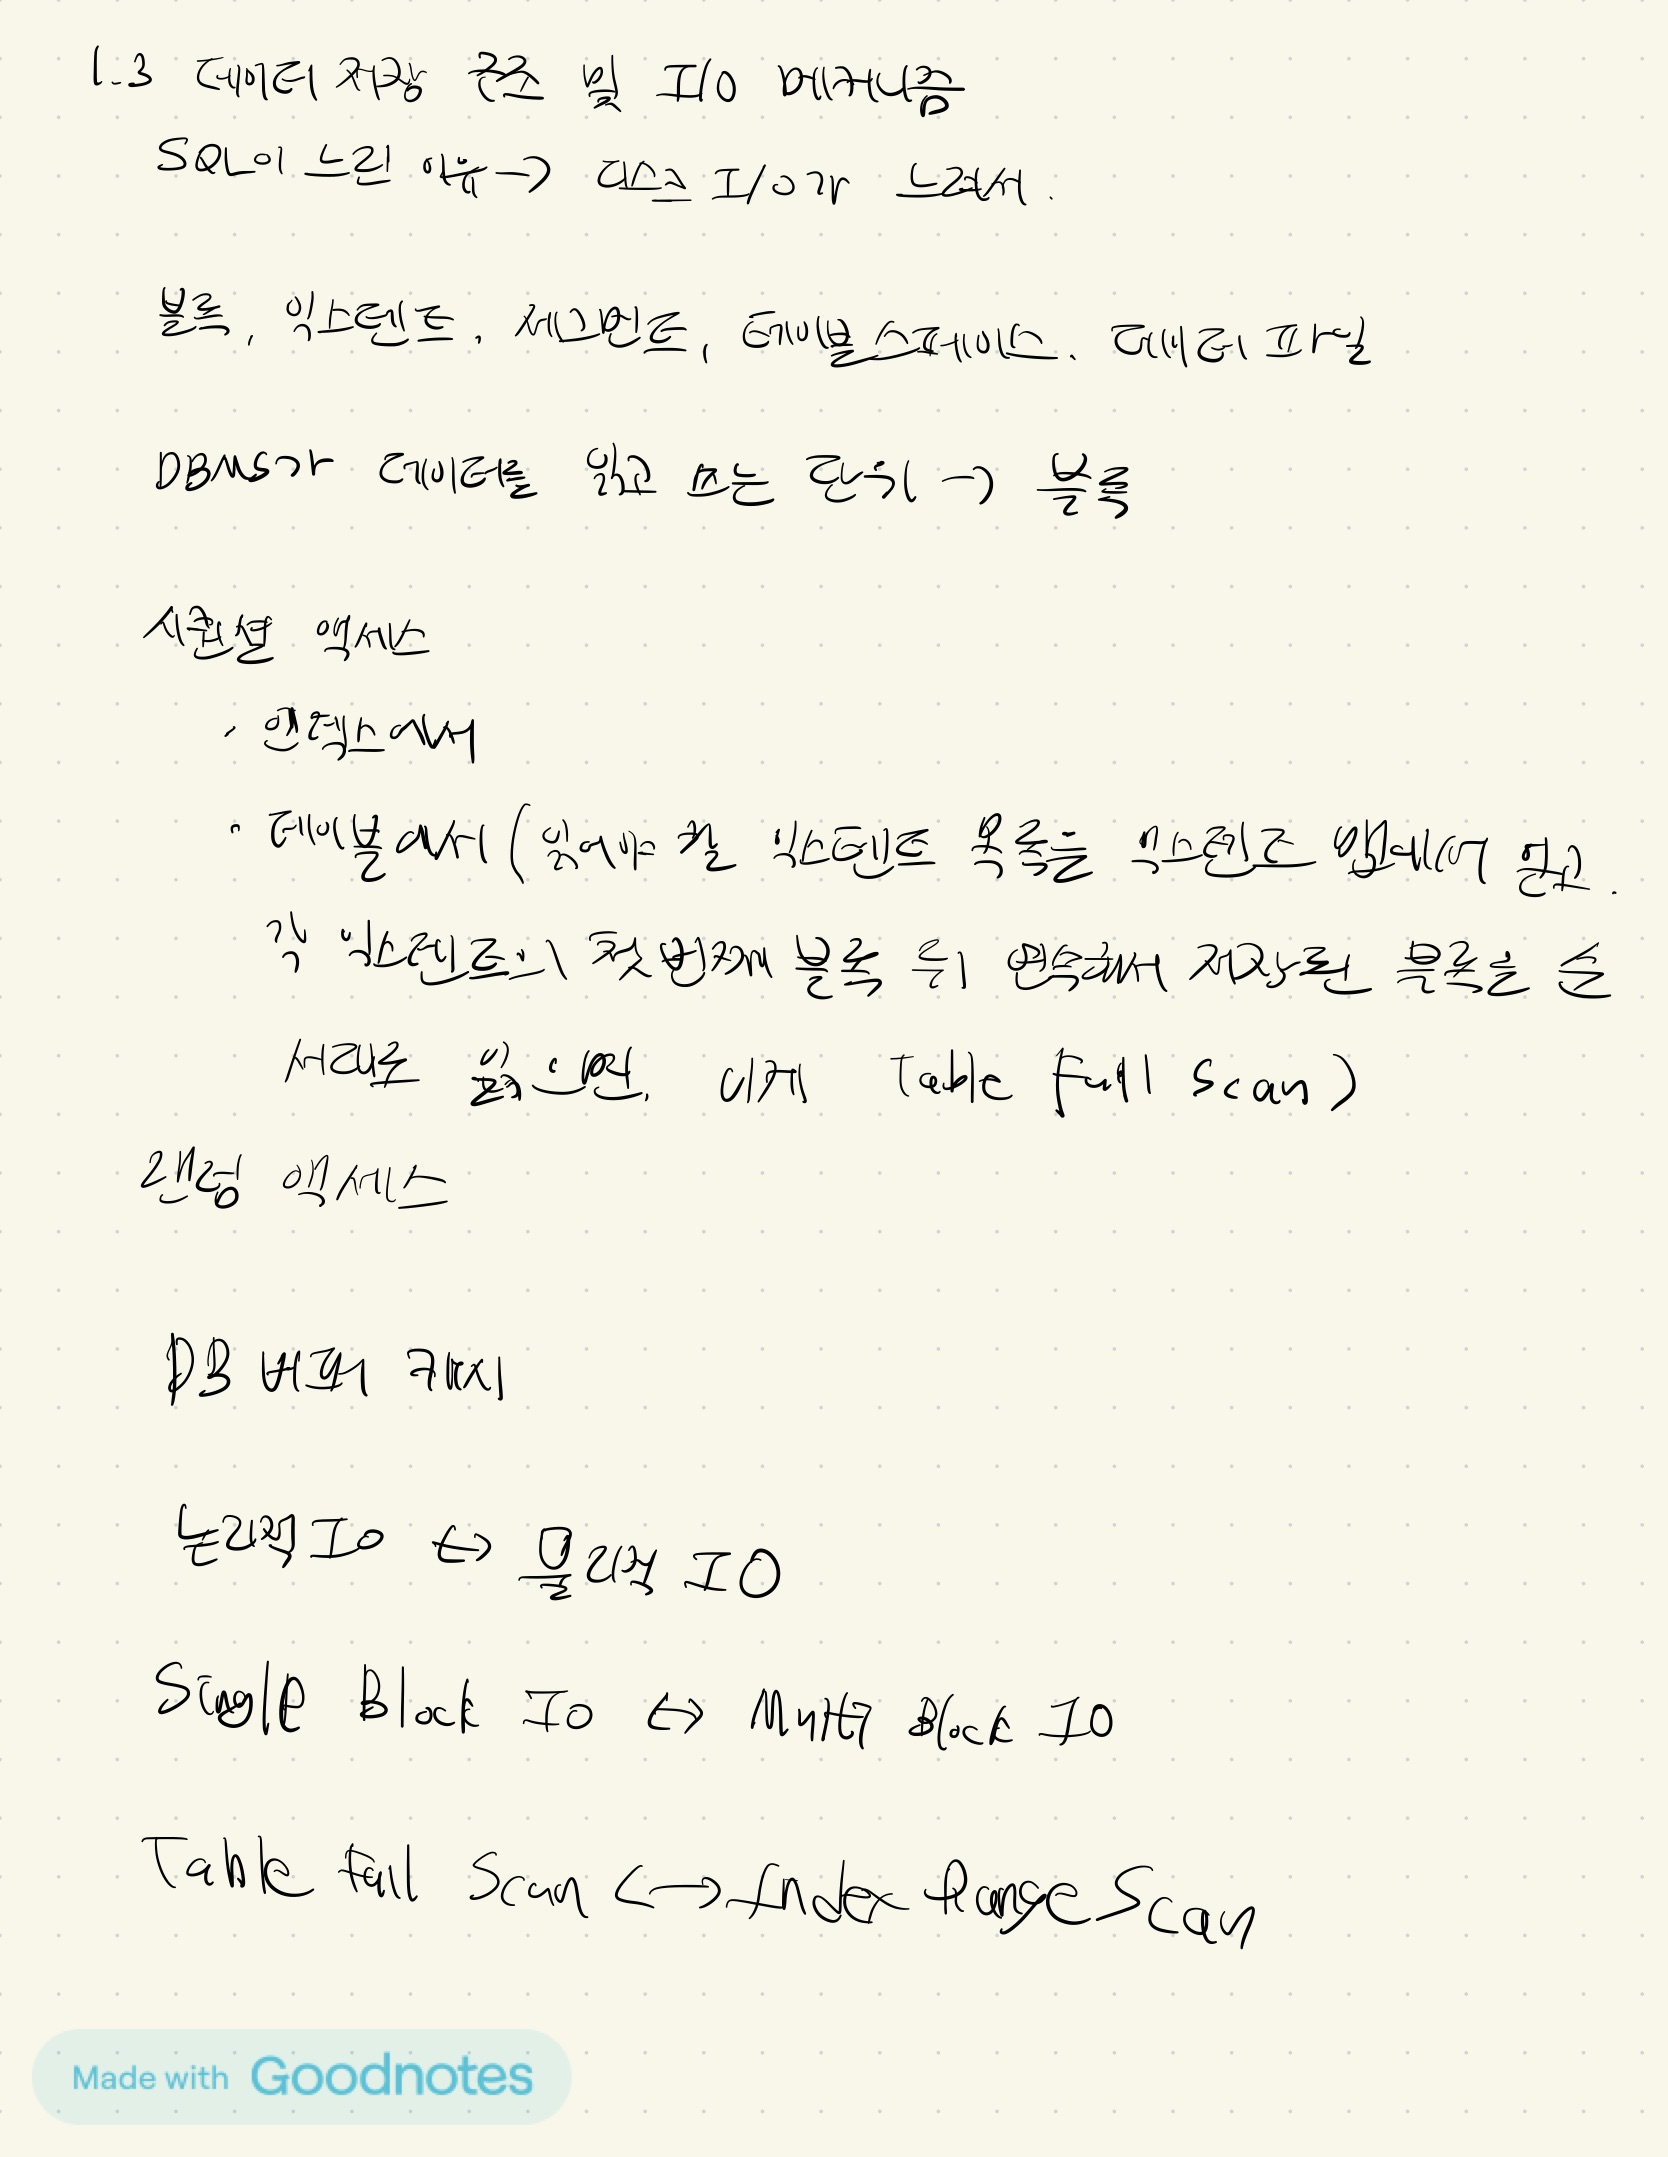 1-3 데이터 저장 구조 및 I/O 메커니즘
SQL이 느린 이유 → 디스크 I/O가 느려서.
블록, 익스텐트, 세그먼트, 테이블스페이스, 데이터 파일
DBMS가 데이터를 읽고 쓰는 단위 → 블록
시퀀셜 액세스
· 인덱스에서
· 테이블에서 (읽어야 할 익스텐트 목록을 익스텐트 맵에서 얻고.
각 익스텐트의 첫 번째 블록 뒤 연속해서 저장된 블록을 순
서대로 읽으면, 이게 Table Full Scan)
랜덤 액세스
DB 버퍼 캐시
논리적 IO ↔ 물리적 IO
Single Block IO ↔ Multi Block IO
Table Full Scan ↔ Index Range Scan
Made with Goodnotes